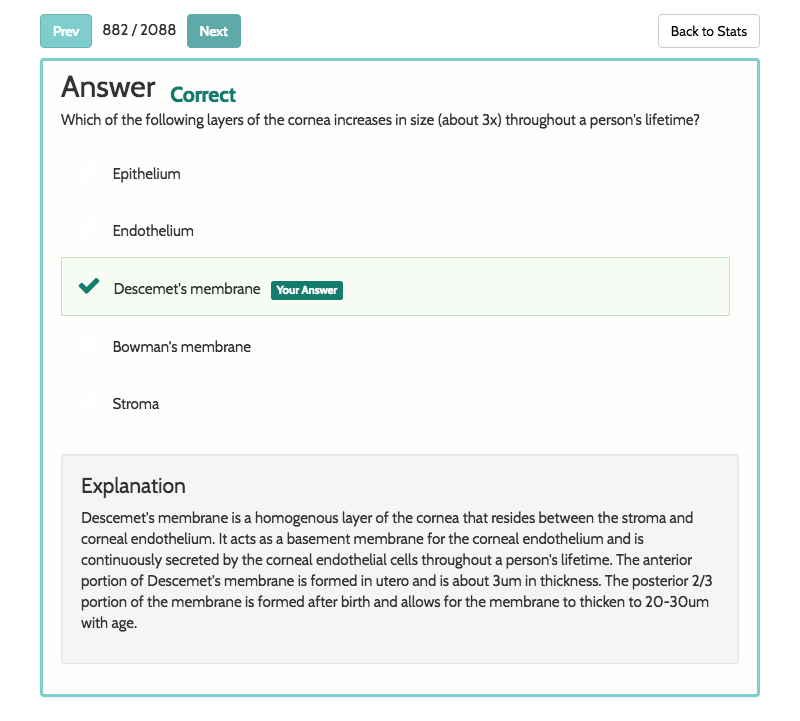 Prev 882 / 2088 Next Back to Stats
Answer Correct
Which of the following layers of the cornea increases in size (about 3x) throughout a person's lifetime?
Epithelium
Endothelium
Descemet's membrane Your Answer
Bowman's membrane
Stroma
Explanation
Descemet's membrane is a homogenous layer of the cornea that resides between the stroma and
corneal endothelium. It acts as a basement membrane for the corneal endothelium and is
continuously secreted by the corneal endothelial cells throughout a person's lifetime. The anterior
portion of Descemet's membrane is formed in utero and is about 3um in thickness. The posterior 2/3
portion of the membrane is formed after birth and allows for the membrane to thicken to 20-30um
with age.